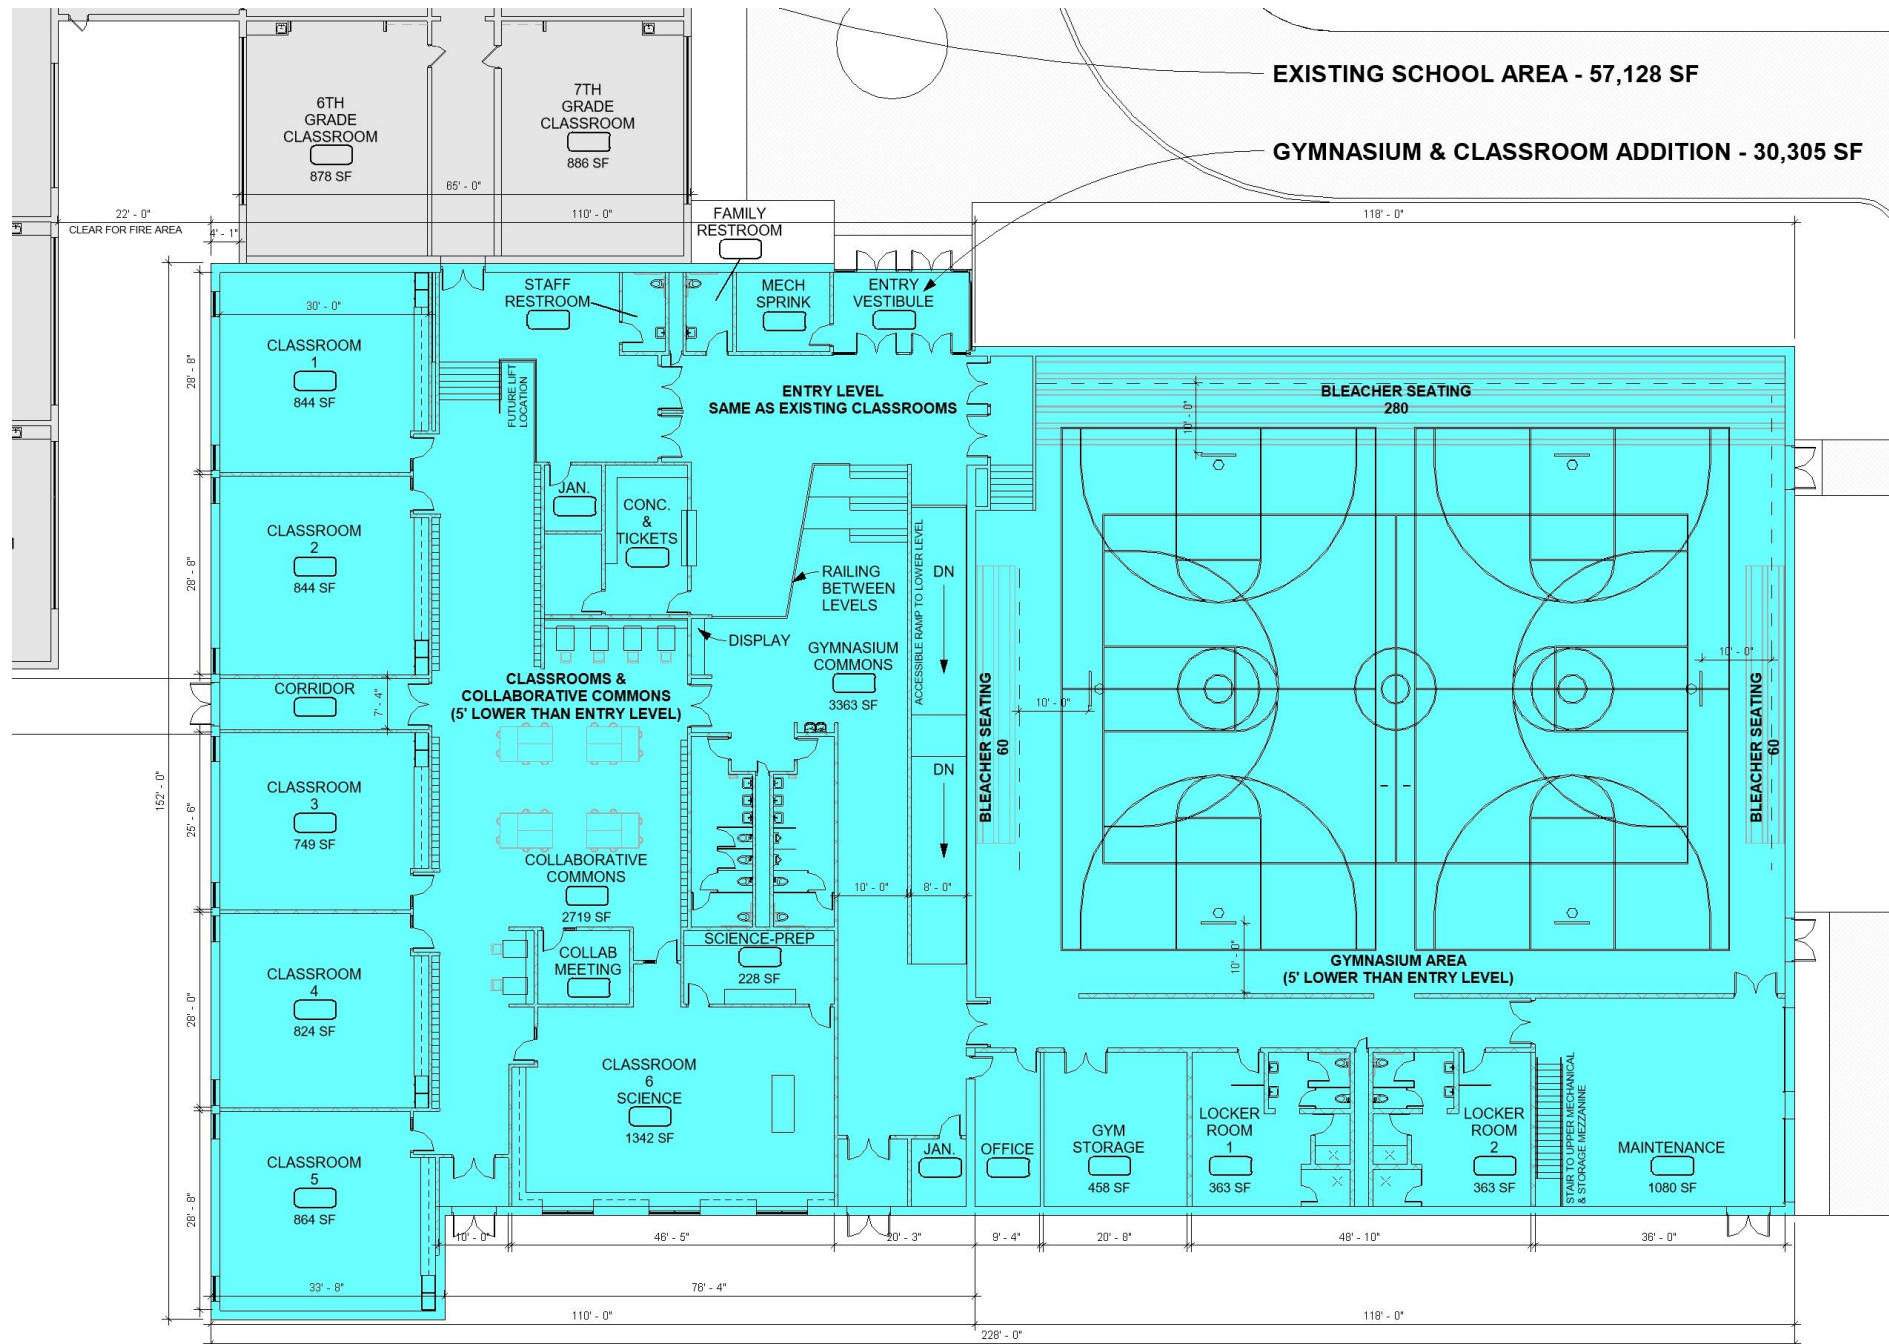 EXISTING SCHOOL AREA - 57,128 SF
GYMNASIUM & CLASSROOM ADDITION - 30,305 SF
6TH
GRADE
CLASSROOM
878 SF
7TH
GRADE
CLASSROOM
886 SF
65' - 0"
22' - 0"
CLEAR FOR FIRE AREA
4' - 1"
110' - 0"
118' - 0"
FAMILY
RESTROOM
STAFF
RESTROOM
MECH
SPRINK
ENTRY
VESTIBULE
30' - 0"
CLASSROOM
1
844 SF
28' - 8"
FUTURE LIFT
LOCATION
ENTRY LEVEL
SAME AS EXISTING CLASSROOMS
BLEACHER SEATING
280
10' - 0"
JAN.
CONC.
&
TICKETS
CLASSROOM
2
844 SF
28' - 8"
RAILING
BETWEEN
LEVELS
DN
ACCESSIBLE RAMP TO LOWER LEVEL
DISPLAY
GYMNASIUM
COMMONS
3363 SF
CLASSROOMS &
COLLABORATIVE COMMONS
(5' LOWER THAN ENTRY LEVEL)
CORRIDOR
7' - 4"
BLEACHER SEATING
60
10' - 0"
10' - 0"
BLEACHER SEATING
60
152' - 0"
CLASSROOM
3
749 SF
25' - 6"
DN
COLLABORATIVE
COMMONS
2719 SF
10' - 0"
8' - 0"
SCIENCE-PREP
228 SF
COLLAB
MEETING
CLASSROOM
4
824 SF
28' - 0"
10' - 0"
GYMNASIUM AREA
(5' LOWER THAN ENTRY LEVEL)
CLASSROOM
6
SCIENCE
1342 SF
CLASSROOM
5
864 SF
28' - 8"
JAN.
OFFICE
GYM
STORAGE
458 SF
LOCKER
ROOM
1
363 SF
LOCKER
ROOM
2
363 SF
STAIR TO UPPER MECHANICAL
& STORAGE MEZZANINE
MAINTENANCE
1080 SF
10' - 0"
46' - 5"
20' - 3"
9' - 4"
20' - 8"
48' - 10"
36' - 0"
33' - 8"
76' - 4"
110' - 0"
118' - 0"
228' - 0"